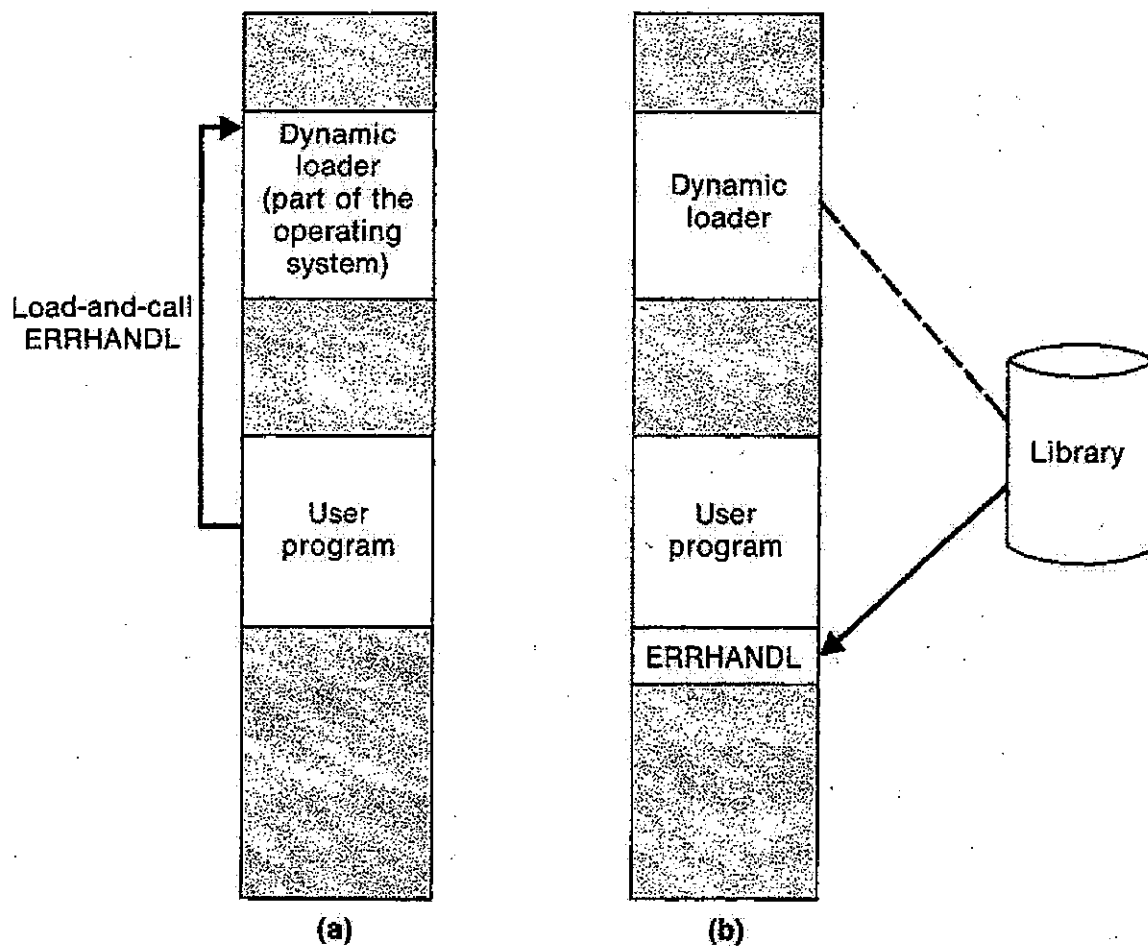 Dynamic
loader
(part of the
operating
system)
Load-and-call
ERRHANDL
User
program
(a)
Dynamic
loader
User
program
ERRHANDL
Library
(b)